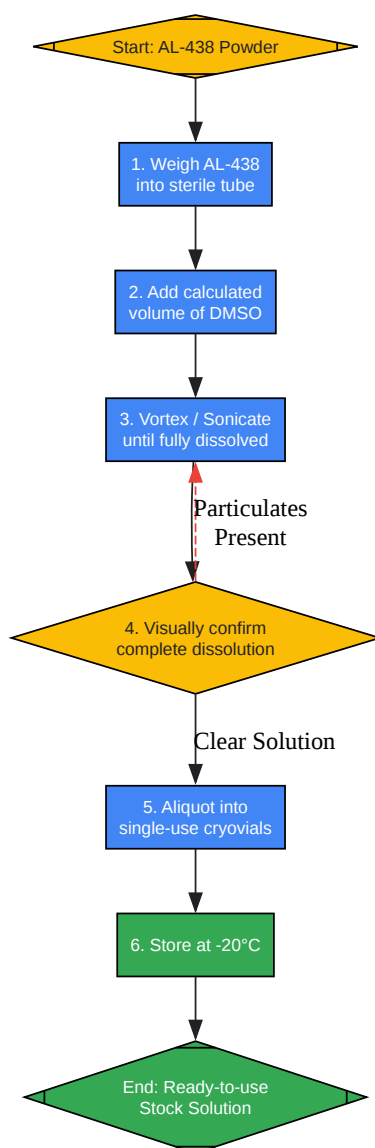 Start: AL-438 Powder
1. Weigh AL-438
into sterile tube
2. Add calculated
volume of DMSO
3. Vortex / Sonicate
until fully dissolved
Particulates
Present
4. Visually confirm
complete dissolution
Clear Solution
5. Aliquot into
single-use cryovials
6. Store at -20°C
End: Ready-to-use
Stock Solution